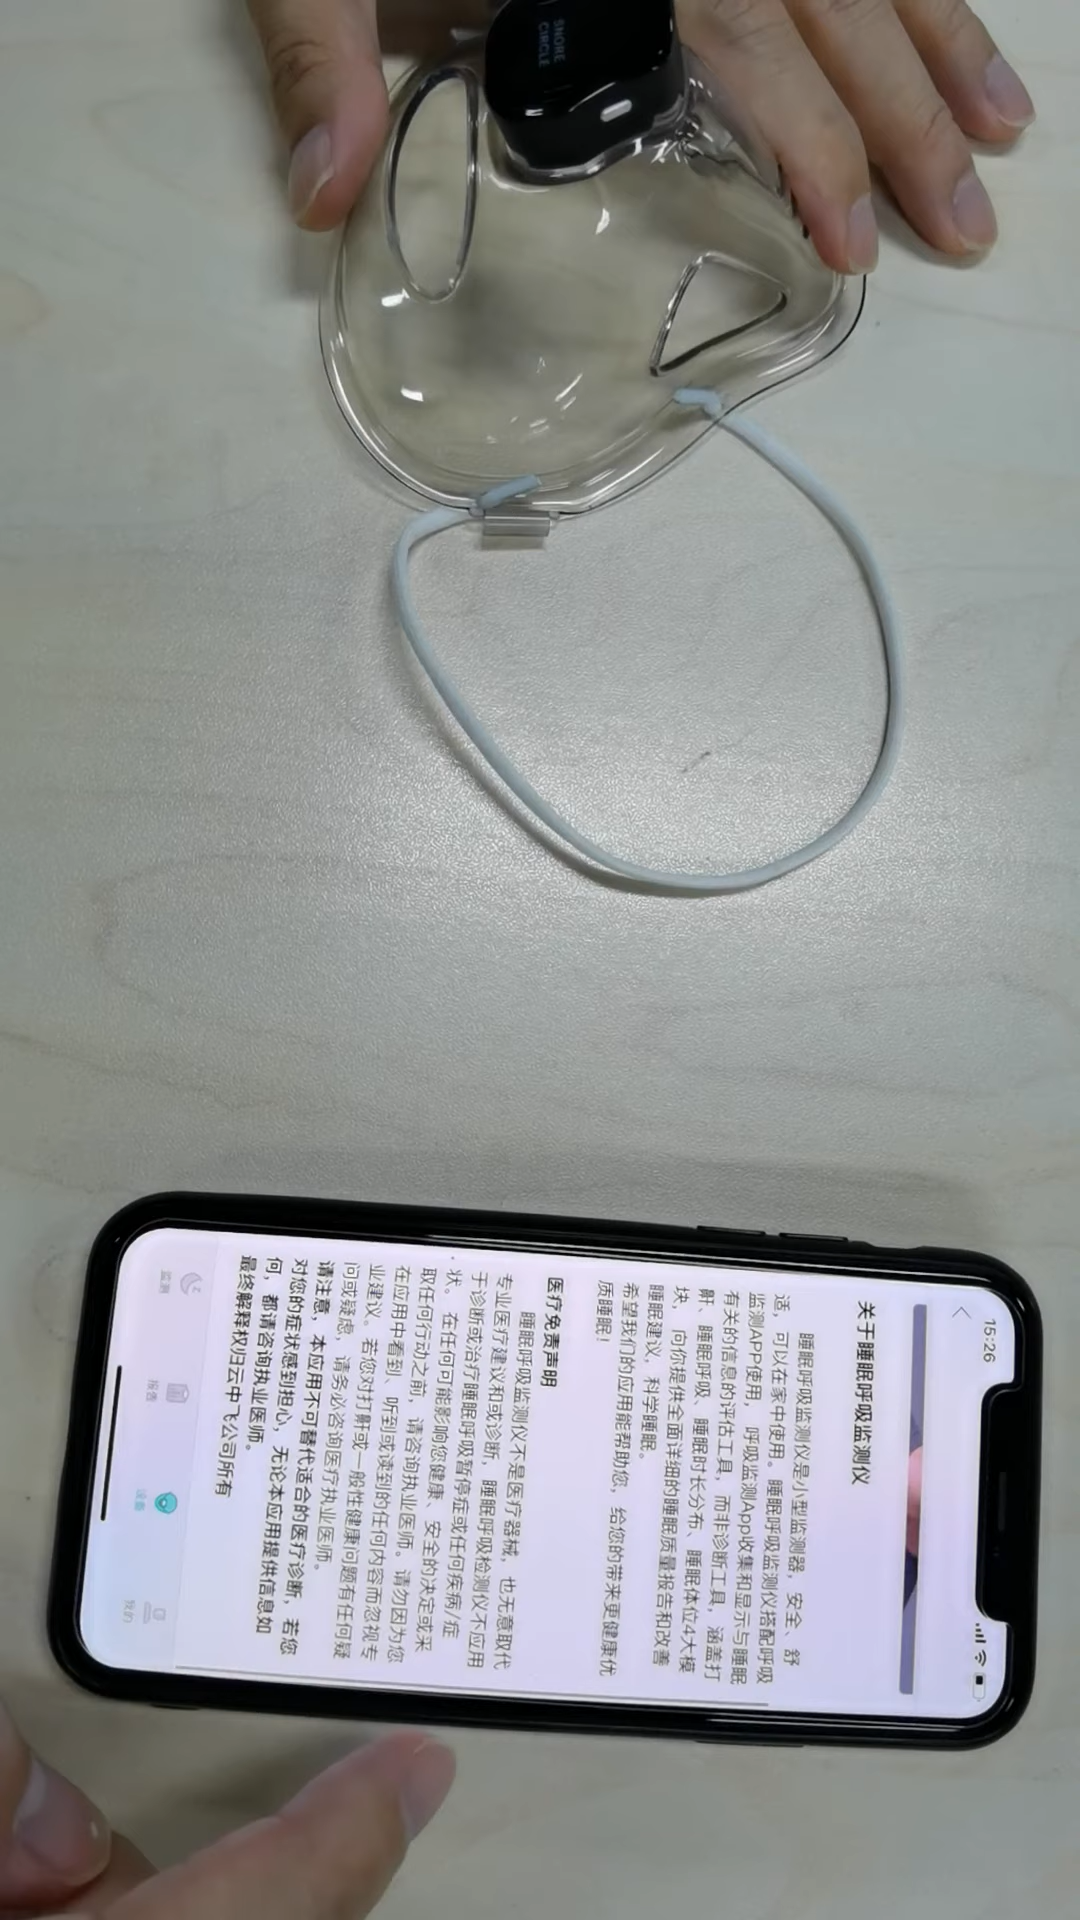 SNORE
CIRCLE
15:26
关于睡眠呼吸监测仪
睡眠呼吸监测仪是小型监测器，安全、舒
适，可以在家中使用。睡眠呼吸监测仪搭配呼吸
监测APP使用，呼吸监测App收集和显示与睡眠
有关的信息的评估工具，而非诊断工具，涵盖打
鼾、睡眠呼吸、睡眠时长分布、睡眠体位4大模
块，向你提供全面详细的睡眠质量报告和改善
睡眠建议，科学睡眠。
希望我们的应用能帮助您，给您的带来更健康优
质睡眠！
医疗免责声明
睡眠呼吸监测仪不是医疗器械，也无意取代
专业医疗建议和或诊断，睡眠呼吸检测仪不应用
于诊断或治疗睡眠呼吸暂停症或任何疾病/症
状。在任何可能影响您健康、安全的决定或采
取任何行动之前，请咨询执业医师。请勿因为您
在应用中看到、听到或读到的任何内容而忽视专
业建议。若您对打鼾或一般性健康问题有任何疑
问或疑虑，请务必咨询医疗执业医师。
请注意，本应用不可替代适合的医疗诊断，若您
对您的症状感到担心，无论本应用提供信息如
何，都请咨询执业医师。
最终解释权归云中飞公司所有
监测
报告
设备
我的